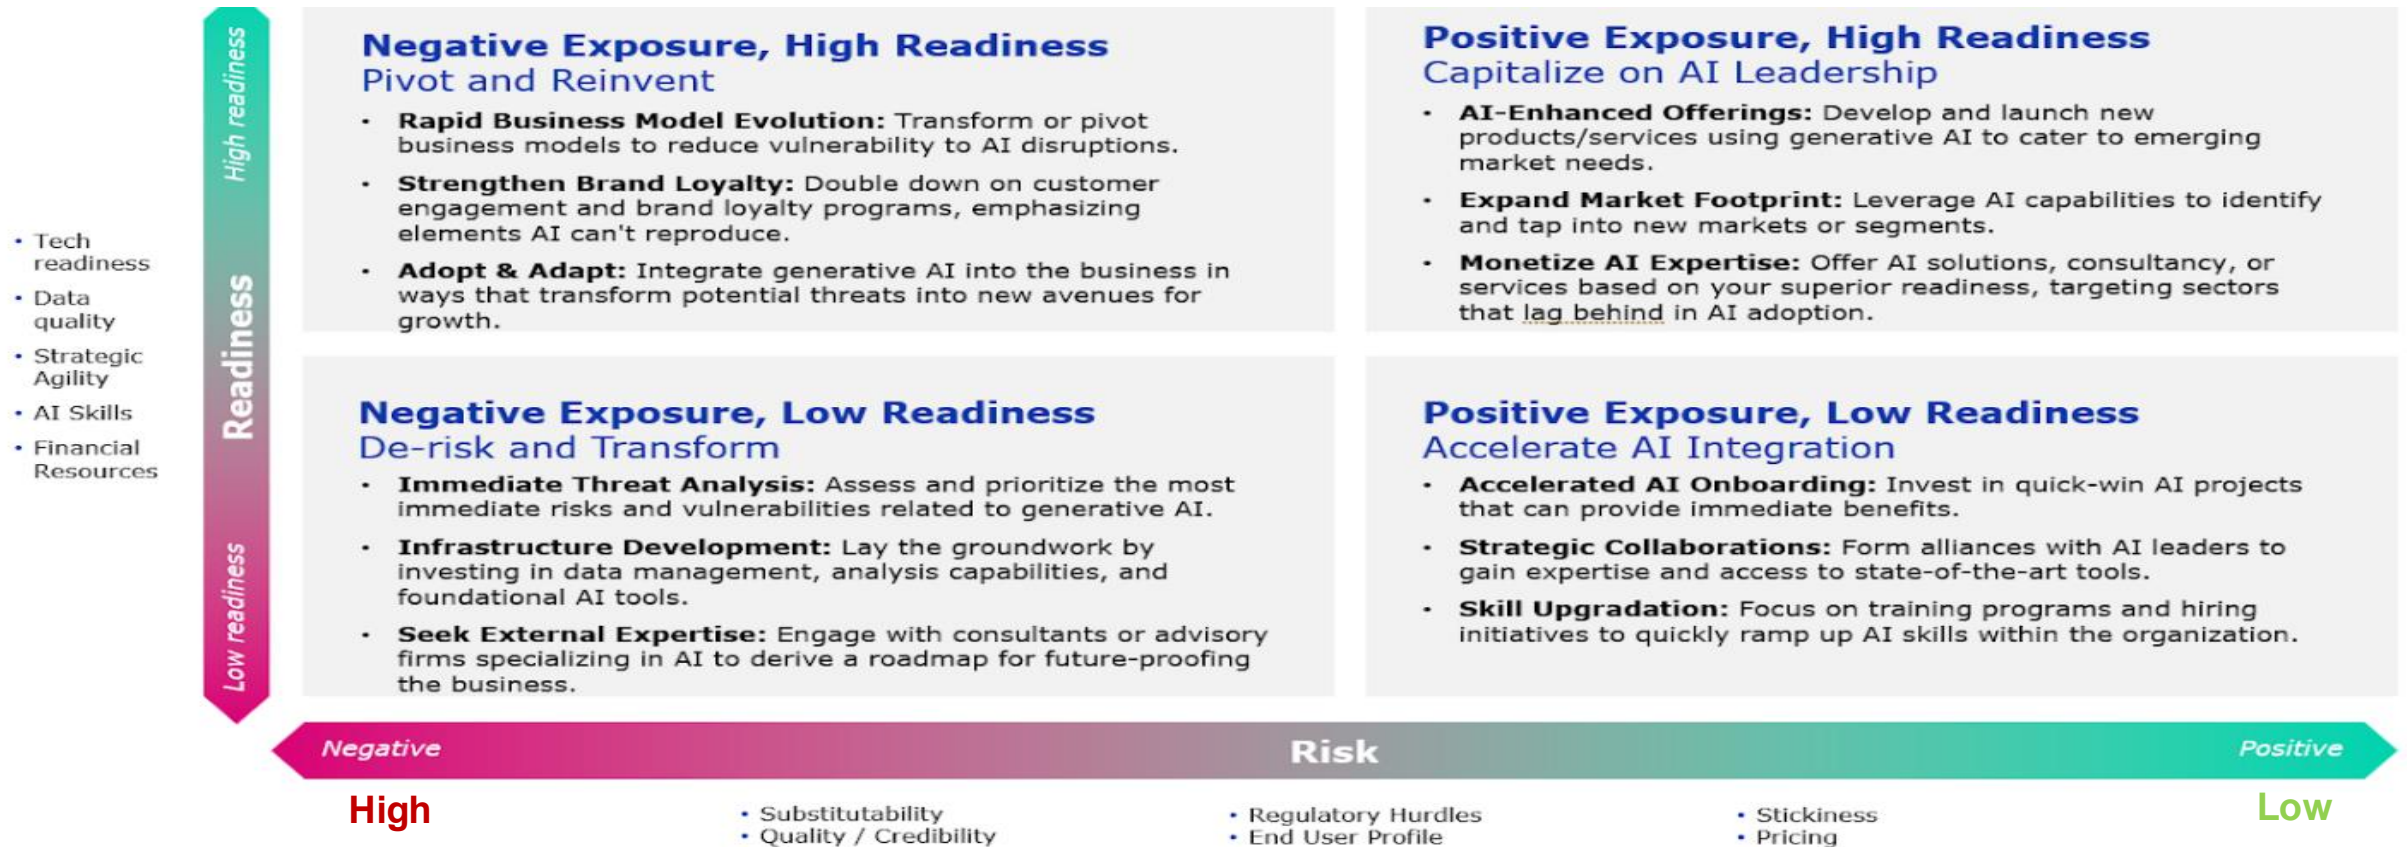 High readiness
Readiness
Low readiness
• Tech
readiness
• Data
quality
• Strategic
Agility
• AI Skills
• Financial
Resources
Negative Exposure, High Readiness
Pivot and Reinvent
• Rapid Business Model Evolution: Transform or pivot
business models to reduce vulnerability to AI disruptions.
• Strengthen Brand Loyalty: Double down on customer
engagement and brand loyalty programs, emphasizing
elements AI can't reproduce.
• Adopt & Adapt: Integrate generative AI into the business in
ways that transform potential threats into new avenues for
growth.
Positive Exposure, High Readiness
Capitalize on AI Leadership
• AI-Enhanced Offerings: Develop and launch new
products/services using generative AI to cater to emerging
market needs.
• Expand Market Footprint: Leverage AI capabilities to identify
and tap into new markets or segments.
• Monetize AI Expertise: Offer AI solutions, consultancy, or
services based on your superior readiness, targeting sectors
that lag behind in AI adoption.
Negative Exposure, Low Readiness
De-risk and Transform
• Immediate Threat Analysis: Assess and prioritize the most
immediate risks and vulnerabilities related to generative AI.
• Infrastructure Development: Lay the groundwork by
investing in data management, analysis capabilities, and
foundational AI tools.
• Seek External Expertise: Engage with consultants or advisory
firms specializing in AI to derive a roadmap for future-proofing
the business.
Positive Exposure, Low Readiness
Accelerate AI Integration
• Accelerated AI Onboarding: Invest in quick-win AI projects
that can provide immediate benefits.
• Strategic Collaborations: Form alliances with AI leaders to
gain expertise and access to state-of-the-art tools.
• Skill Upgradation: Focus on training programs and hiring
initiatives to quickly ramp up AI skills within the organization.
Negative
Risk
Positive
High
• Substitutability
• Quality / Credibility
• Regulatory Hurdles
• End User Profile
• Stickiness
• Pricing
Low